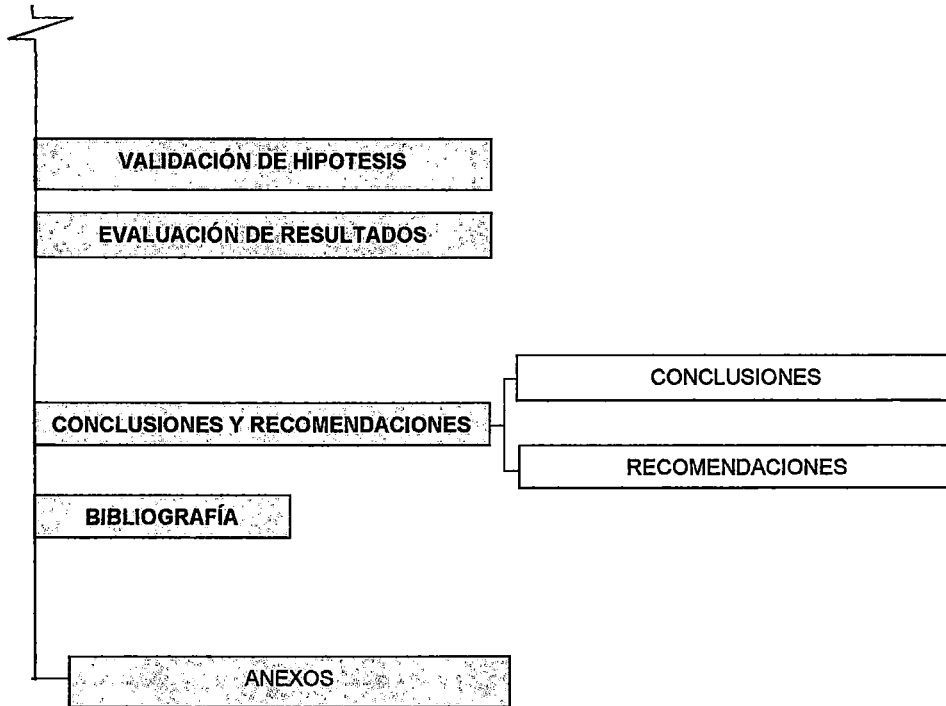 VALIDACIÓN DE HIPOTESIS
EVALUACIÓN DE RESULTADOS
CONCLUSIONES Y RECOMENDACIONES
CONCLUSIONES
RECOMENDACIONES
BIBLIOGRAFÍA
ANEXOS